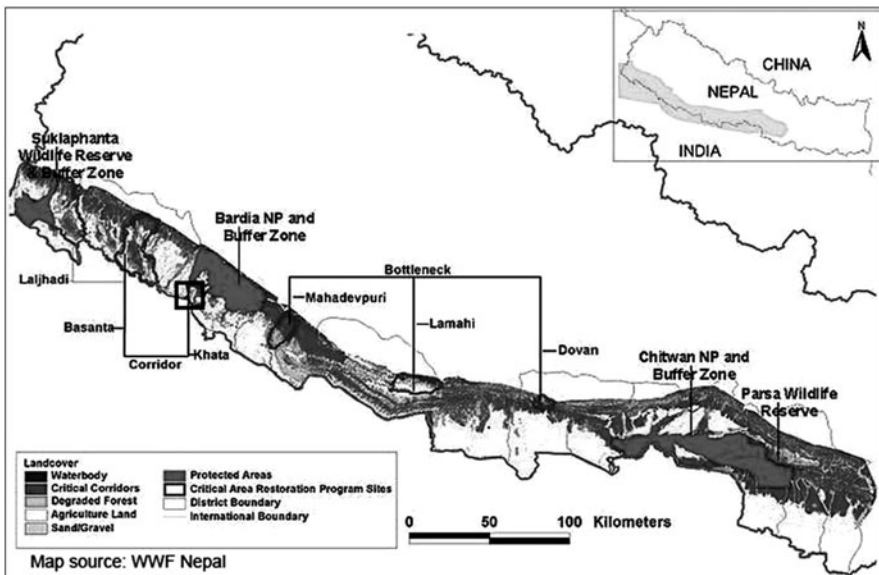 N
CHINA
NEPAL
INDIA
Suklaphanta
Wildlife Reserve
& Buffer Zone
Bardia NP and
Buffer Zone
Bottleneck
Laljhadi
Mahadevpuri
Basanta
Lamahi
Khata
Corridor
Dovan
Chitwan NP and
Buffer Zone
Parsa Wildlife
Reserve
Landcover
Waterbody
Critical Corridors
Degraded Forest
Agriculture Land
Sand/Gravel
Protected Areas
Critical Area Restoration Program Sites
District Boundary
International Boundary
0 50 100 Kilometers
Map source: WWF Nepal